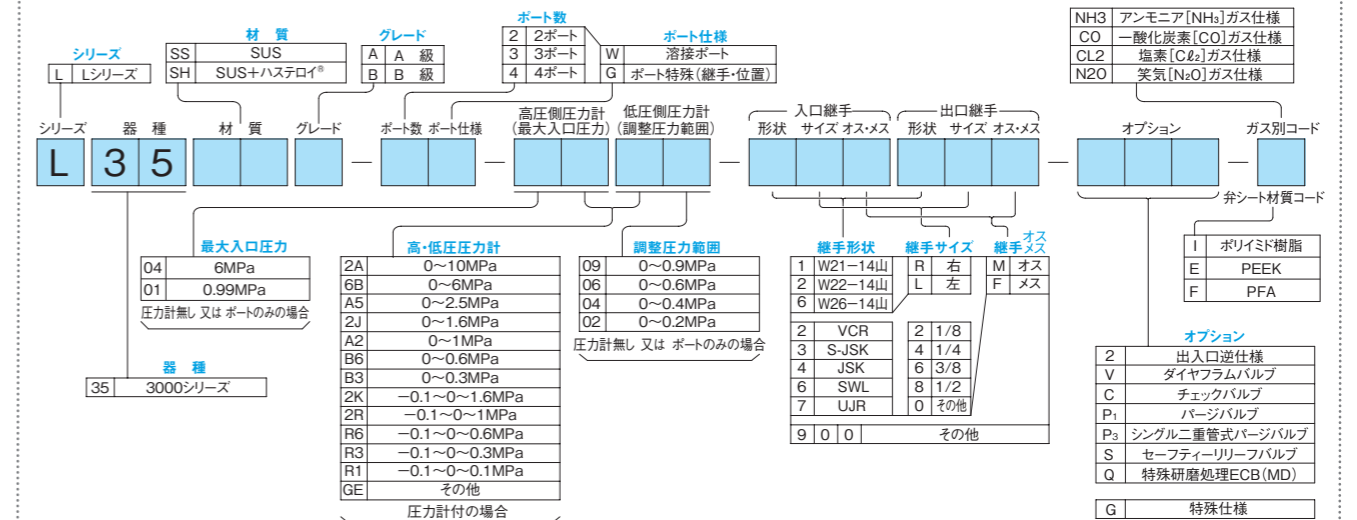 シリーズ
L Lシリーズ
材 質
SS SUS
SH SUS+ハステロイ®
グレード
A A 級
B B 級
ポート数
2 2ポート
3 3ポート
4 4ポート
ポート仕様
W 溶接ポート
G ポート特殊(継手・位置)
NH3 アンモニア[NH₃]ガス仕様
CO 一酸化炭素[CO]ガス仕様
CL2 塩素[Cℓ₂]ガス仕様
N2O 笑気[N₂O]ガス仕様
シリーズ 器 種 材 質 グレード ポート数 ポート仕様
高圧側圧力計
(最大入口圧力)
低圧側圧力計
(調整圧力範囲)
入口継手
形状 サイズ オス・メス
出口継手
形状 サイズ オス・メス
オプション
ガス別コード
L 3 5 — — — — —
弁シート材質コード
最大入口圧力
04 6MPa
01 0.99MPa
圧力計無し 又は ポートのみの場合
器 種
35 3000シリーズ
高・低圧圧力計
2A 0~10MPa
6B 0~6MPa
A5 0~2.5MPa
2J 0~1.6MPa
A2 0~1MPa
B6 0~0.6MPa
B3 0~0.3MPa
2K −0.1~0~1.6MPa
2R −0.1~0~1MPa
R6 −0.1~0~0.6MPa
R3 −0.1~0~0.3MPa
R1 −0.1~0~0.1MPa
GE その他
圧力計付の場合
調整圧力範囲
09 0~0.9MPa
06 0~0.6MPa
04 0~0.4MPa
02 0~0.2MPa
圧力計無し 又は ポートのみの場合
継手形状
1 W21−14山
2 W22−14山
6 W26−14山
2 VCR
3 S-JSK
4 JSK
6 SWL
7 UJR
9 0 0 その他
継手サイズ
R 右
L 左
2 1/8
4 1/4
6 3/8
8 1/2
0 その他
継手オスメス
M オス
F メス
I ポリイミド樹脂
E PEEK
F PFA
オプション
2 出入口逆仕様
V ダイヤフラムバルブ
C チェックバルブ
P₁ パージバルブ
P₃ シングル二重管式パージバルブ
S セーフティーリリーフバルブ
Q 特殊研磨処理ECB(MD)
G 特殊仕様